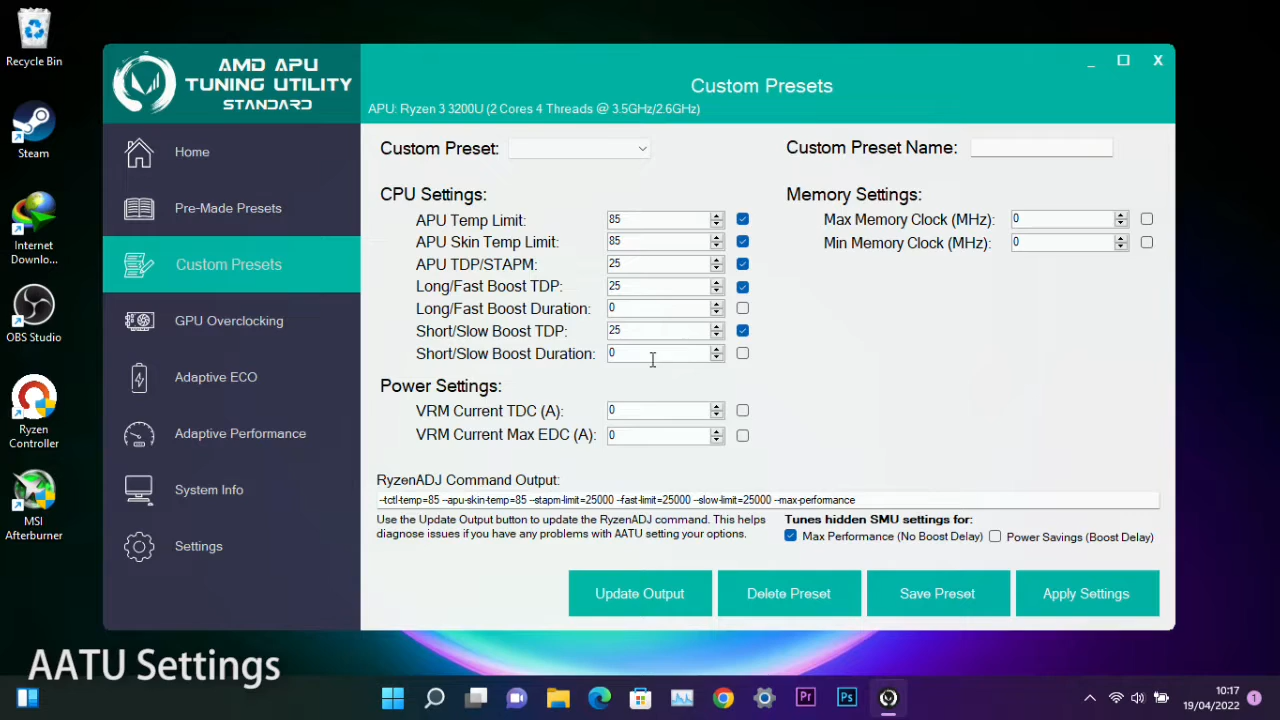 Recycle Bin
Steam
Internet
Downlo...
OBS Studio
Ryzen
Controller
MSI
Afterburner
AMD APU
TUNING UTILITY
STANDARD
Home
Pre-Made Presets
Custom Presets
GPU Overclocking
Adaptive ECO
Adaptive Performance
System Info
Settings
_ X
Custom Presets
APU: Ryzen 3 3200U (2 Cores 4 Threads @ 3.5GHz/2.6GHz)
Custom Preset:
Custom Preset Name:
CPU Settings:
APU Temp Limit: 85
APU Skin Temp Limit: 85
APU TDP/STAPM: 25
Long/Fast Boost TDP: 25
Long/Fast Boost Duration: 0
Short/Slow Boost TDP: 25
Short/Slow Boost Duration: 0
Memory Settings:
Max Memory Clock (MHz): 0
Min Memory Clock (MHz): 0
Power Settings:
VRM Current TDC (A): 0
VRM Current Max EDC (A): 0
RyzenADJ Command Output:
--tctl-temp=85 --apu-skin-temp=85 --stapm-limit=25000 --fast-limit=25000 --slow-limit=25000 --max-performance
Use the Update Output button to update the RyzenADJ command. This helps
diagnose issues if you have any problems with AATU setting your options.
Tunes hidden SMU settings for:
Max Performance (No Boost Delay) Power Savings (Boost Delay)
Update Output
Delete Preset
Save Preset
Apply Settings
AATU Settings
Pr
Ps
10:17
19/04/2022
1